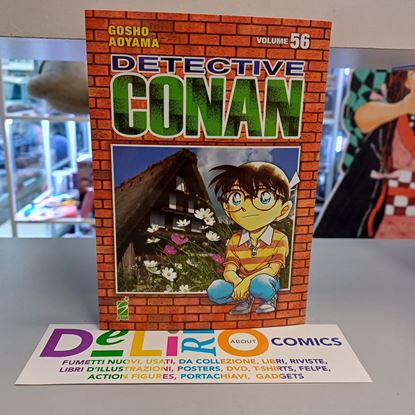 GOSHO
AOYAMA
VOLUME 56
DETECTIVE
CONAN
DeLiRIO ABOUT COMICS
FUMETTI NUOVI, USATI, DA COLLEZIONE, LIBRI, RIVISTE,
LIBRI D'ILLUSTRAZIONI, POSTERS, DVD, T-SHIRTS, FELPE,
ACTION FIGURES, PORTACHIAVI, GADGETS